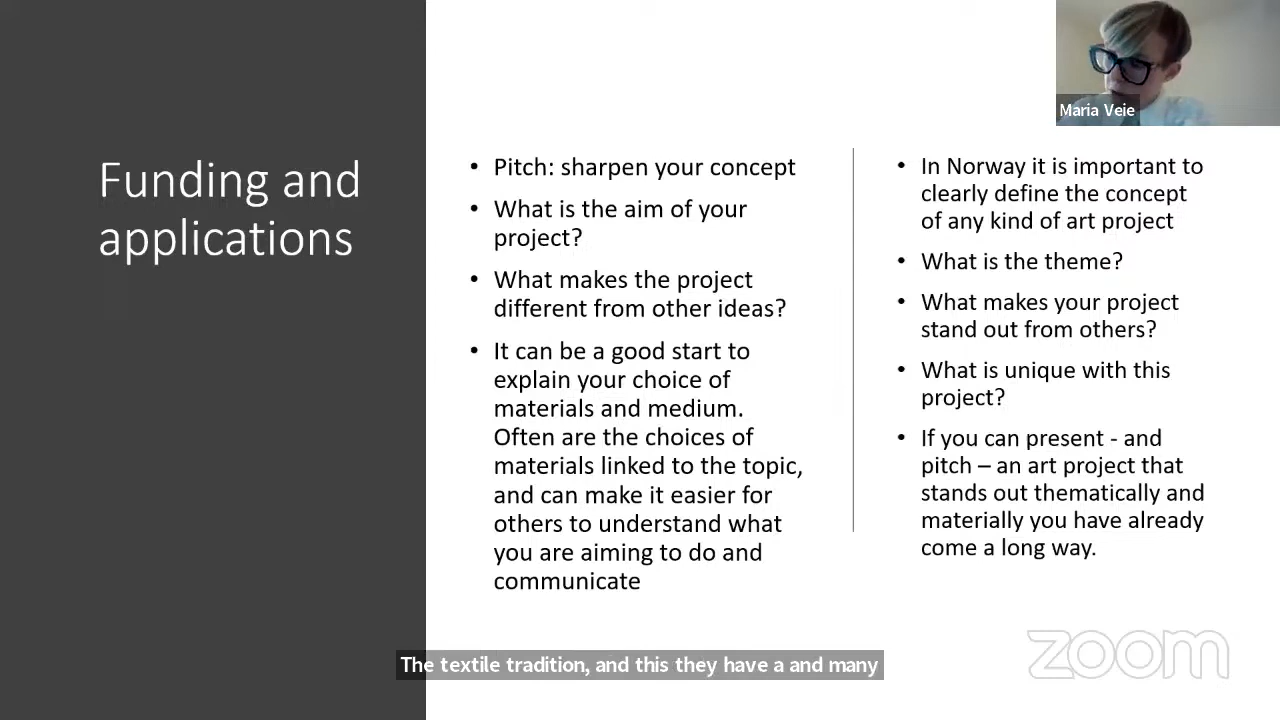 Funding and
applications
• Pitch: sharpen your concept
• What is the aim of your
project?
• What makes the project
different from other ideas?
• It can be a good start to
explain your choice of
materials and medium.
Often are the choices of
materials linked to the topic,
and can make it easier for
others to understand what
you are aiming to do and
communicate
• In Norway it is important to
clearly define the concept
of any kind of art project
• What is the theme?
• What makes your project
stand out from others?
• What is unique with this
project?
• If you can present - and
pitch – an art project that
stands out thematically and
materially you have already
come a long way.
Maria Veie
The textile tradition, and this they have a and many
zoom